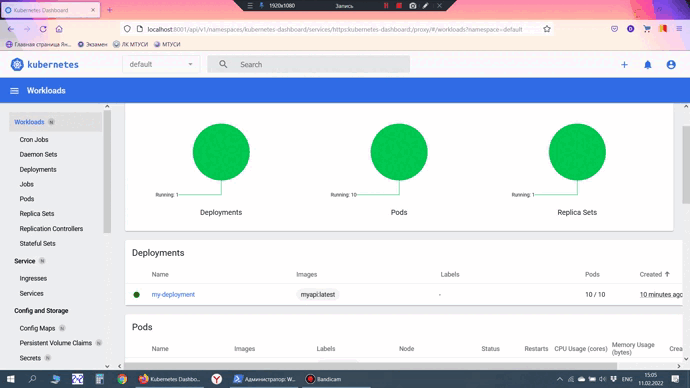 Kubernetes Dashboard
1920x1080
Запись
localhost:8001/api/v1/namespaces/kubernetes-dashboard/services/https:kubernetes-dashboard:/proxy/#/workloads?namespace=default
Главная страница Ян...
Экзамен
ЛК МТУСИ
МТУСИ
kubernetes
default
Search
Workloads
Workloads N
Cron Jobs
Daemon Sets
Deployments
Jobs
Pods
Replica Sets
Replication Controllers
Stateful Sets
Service N
Ingresses
Services
Config and Storage
Config Maps N
Persistent Volume Claims N
Secrets N
Running: 1
Deployments
Running: 10
Pods
Running: 1
Replica Sets
Deployments
Name Images Labels Pods Created
my-deployment myapi:latest - 10 / 10 10 minutes ago
Pods
Name Images Labels Node Status Restarts CPU Usage (cores) Memory Usage (bytes) Crea
Kubernetes Dashbo...
Администратор: W...
Bandicam
ENG
15:05
11.02.2022